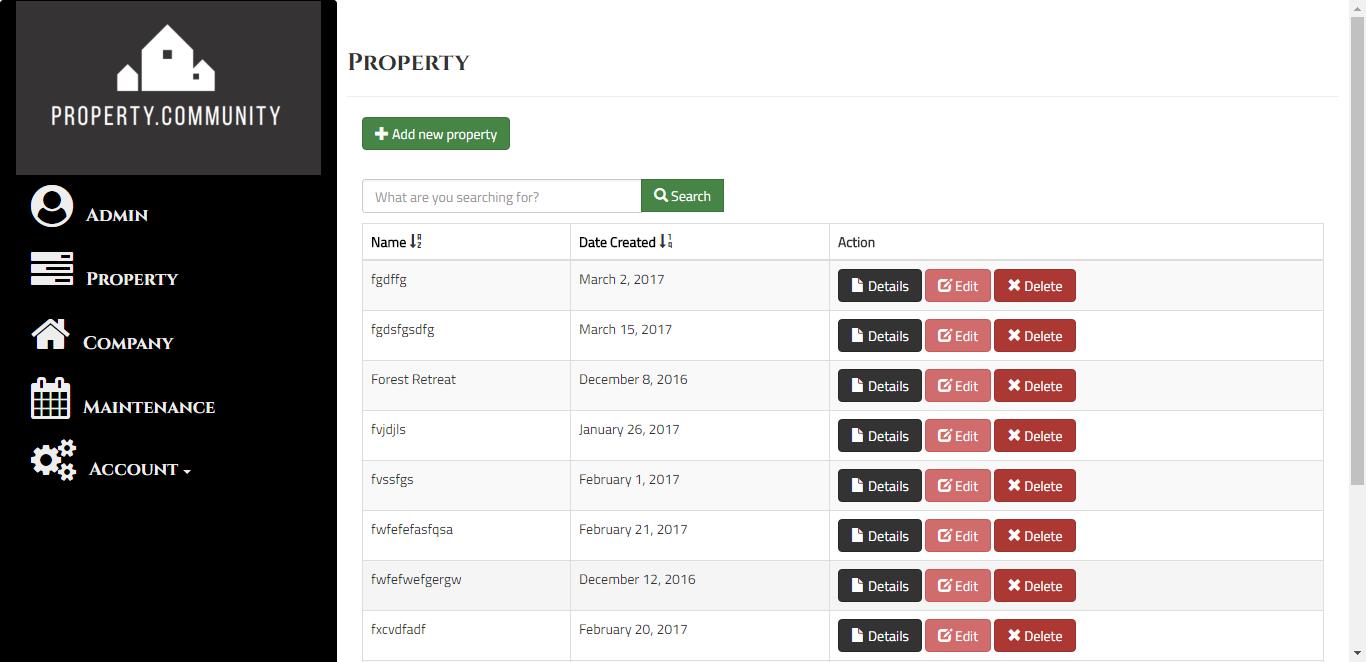 PROPERTY.COMMUNITY
Admin
Property
Company
Maintenance
Account
Property
Add new property
What are you searching for? Search
Name Date Created Action
fgdffg March 2, 2017 Details Edit Delete
fgdsfgsdfg March 15, 2017 Details Edit Delete
Forest Retreat December 8, 2016 Details Edit Delete
fvjdjls January 26, 2017 Details Edit Delete
fvssfgs February 1, 2017 Details Edit Delete
fwfefefasfqsa February 21, 2017 Details Edit Delete
fwfefwefgergw December 12, 2016 Details Edit Delete
fxcvdfadf February 20, 2017 Details Edit Delete